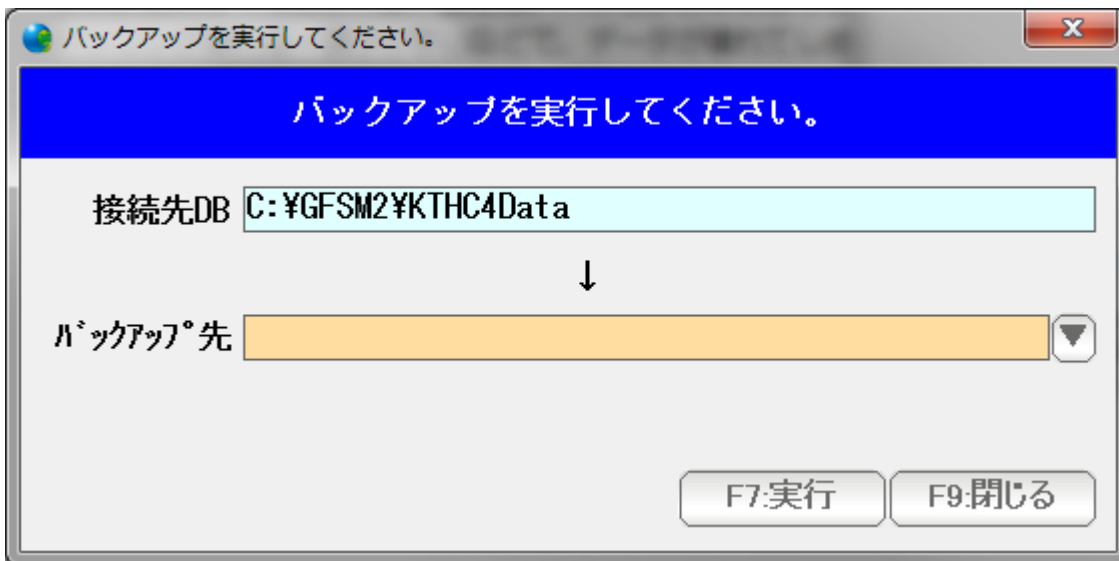 バックアップを実行してください。
バックアップを実行してください。
接続先DB C:¥GFSM2¥KTHC4Data
↓
ﾊﾞｯｸｱｯﾌﾟ先
F7:実行 F9:閉じる